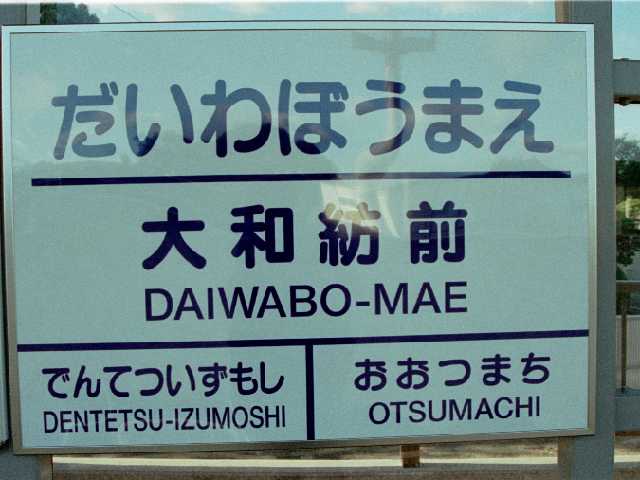 だいわぼうまえ
大和紡前
DAIWABO-MAE
でんてついずもし
DENTETSU-IZUMOSHI
おおつまち
OTSUMACHI